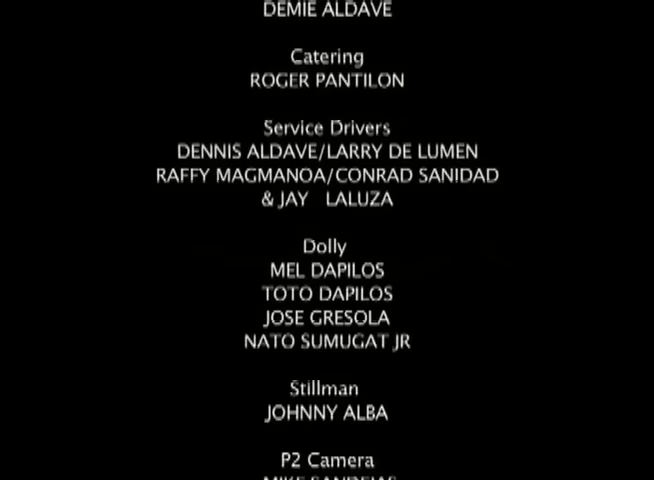 DEMIE ALDAVE
Catering
ROGER PANTILON
Service Drivers
DENNIS ALDAVE/LARRY DE LUMEN
RAFFY MAGMANOA/CONRAD SANIDAD
& JAY LALUZA
Dolly
MEL DAPILOS
TOTO DAPILOS
JOSE GRESOLA
NATO SUMUGAT JR
Stillman
JOHNNY ALBA
P2 Camera
MIKE